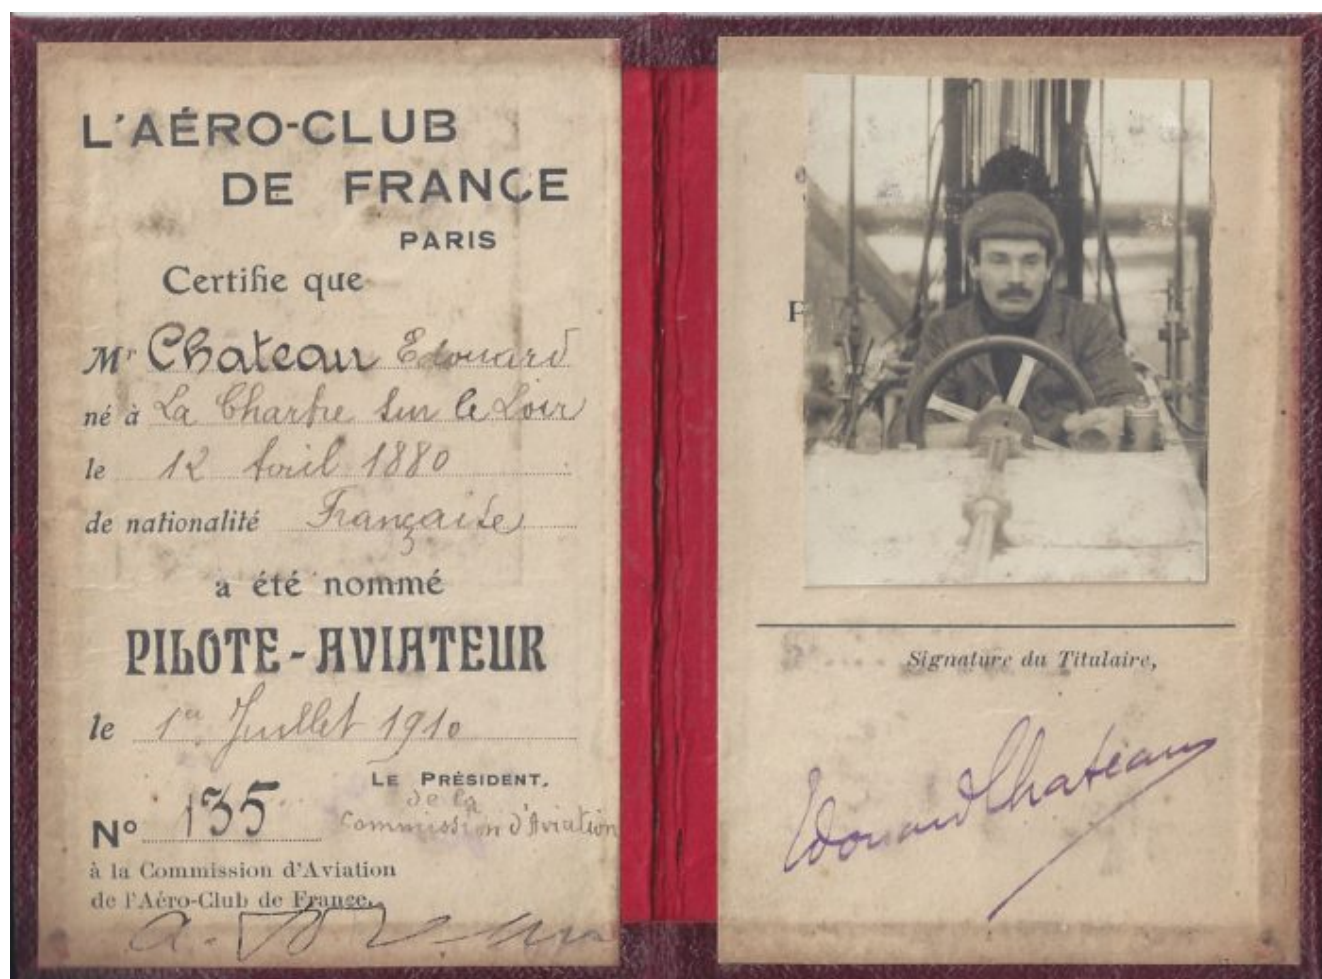 L'AÉRO-CLUB
DE FRANCE
PARIS
Certifie que
Mr Chateau Edouard
né à La Chartre sur le Loir
le 12 Avril 1880
de nationalité Française
a été nommé
PILOTE-AVIATEUR
le 1er Juillet 1910
LE PRÉSIDENT,
de la
Commission d'Aviation
No 135
à la Commission d'Aviation
de l'Aéro-Club de France.
P
Signature du Titulaire,
Edouard Chateau